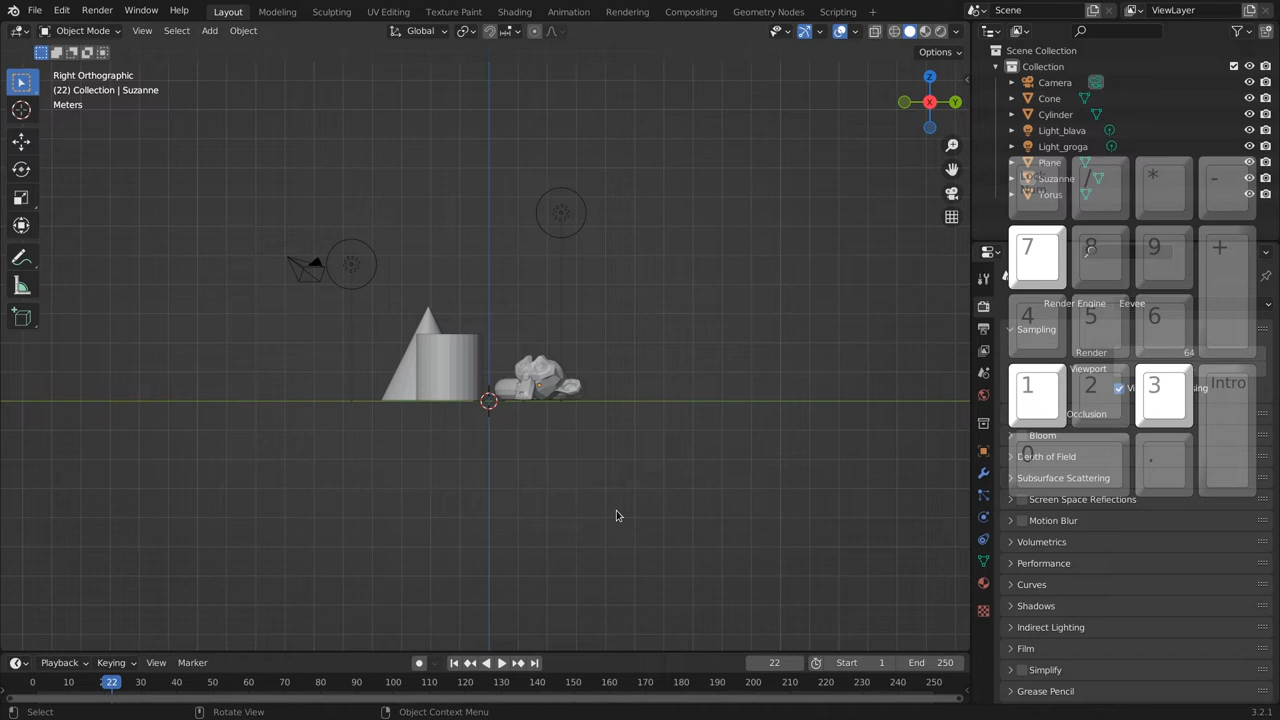 File Edit Render Window Help Layout Modeling Sculpting UV Editing Texture Paint Shading Animation Rendering Compositing Geometry Nodes Scripting + Scene ViewLayer
Object Mode View Select Add Object Global
Options
Right Orthographic
(22) Collection | Suzanne
Meters
Z
X
Y
Scene Collection
Collection
Camera
Cone
Cylinder
Light_blava
Light_groga
Plane
Suzanne
Torus
/ * -
7 8 9 +
Render Engine Eevee
4 5 6
Sampling
Render 64
Viewport
1 2 3 Intro
Occlusion
Bloom
0 .
Depth of Field
Subsurface Scattering
Screen Space Reflections
Motion Blur
Volumetrics
Performance
Curves
Shadows
Indirect Lighting
Film
Simplify
Grease Pencil
Playback Keying View Marker 22 Start 1 End 250
0 10 22 30 40 50 60 70 80 90 100 110 120 130 140 150 160 170 180 190 200 210 220 230 240 250
Select Rotate View Object Context Menu 3.2.1